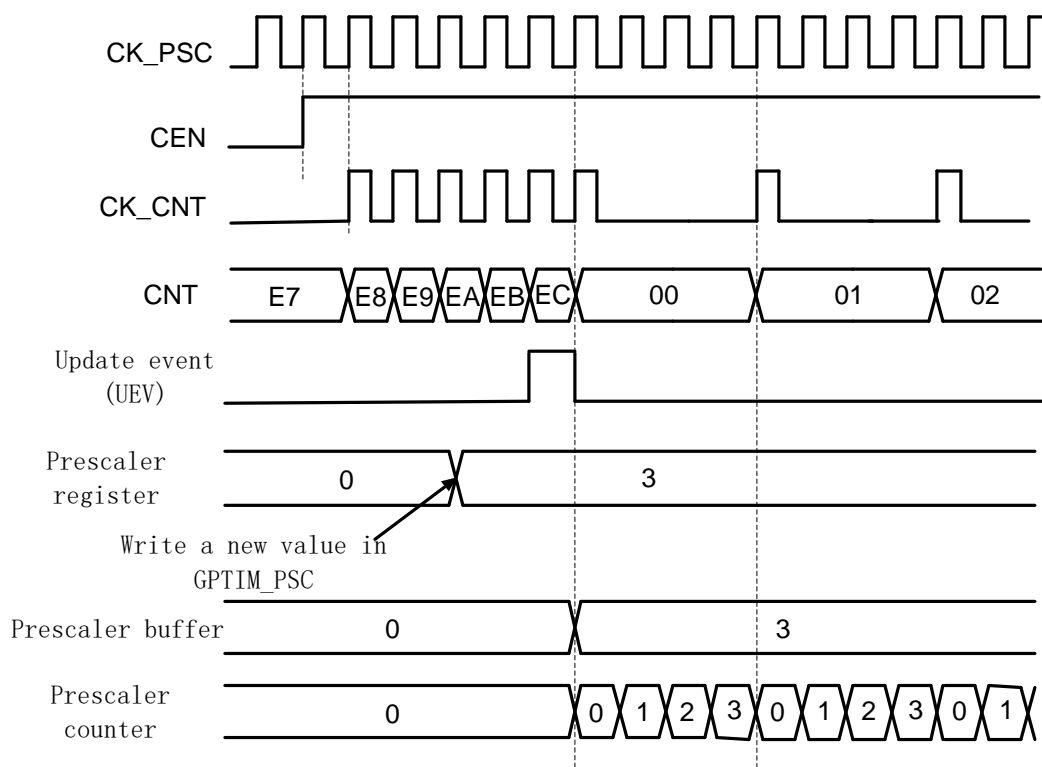 CK_PSC
CEN
CK_CNT
CNT
E7 E8 E9 EA EB EC 00 01 02
Update event
(UEV)
Prescaler
register
0 3
Write a new value in
GPTIM_PSC
Prescaler buffer
0 3
Prescaler
counter
0 0 1 2 3 0 1 2 3 0 1